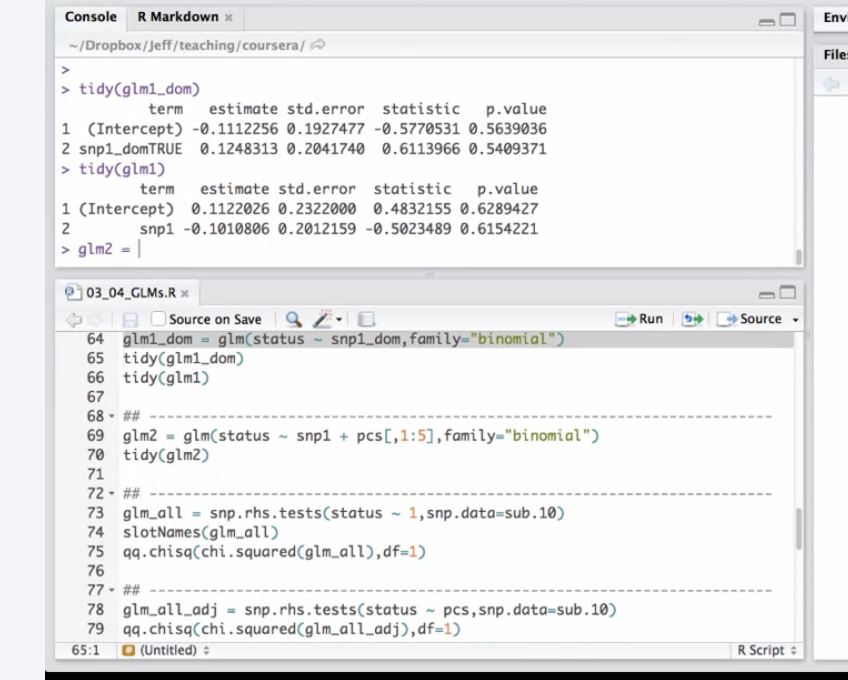 Console R Markdown × Envi
~/Dropbox/Jeff/teaching/coursera/
File
>
> tidy(glm1_dom)
term estimate std.error statistic p.value
1 (Intercept) -0.1112256 0.1927477 -0.5770531 0.5639036
2 snp1_domTRUE 0.1248313 0.2041740 0.6113966 0.5409371
> tidy(glm1)
term estimate std.error statistic p.value
1 (Intercept) 0.1122026 0.2322000 0.4832155 0.6289427
2 snp1 -0.1010806 0.2012159 -0.5023489 0.6154221
> glm2 =
03_04_GLMs.R ×
Source on Save Run Source
64 glm1_dom = glm(status ~ snp1_dom,family="binomial")
65 tidy(glm1_dom)
66 tidy(glm1)
67
68 ## ----------------------------------------------------------------
69 glm2 = glm(status ~ snp1 + pcs[,1:5],family="binomial")
70 tidy(glm2)
71
72 ## ----------------------------------------------------------------
73 glm_all = snp.rhs.tests(status ~ 1,snp.data=sub.10)
74 slotNames(glm_all)
75 qq.chisq(chi.squared(glm_all),df=1)
76
77 ## ----------------------------------------------------------------
78 glm_all_adj = snp.rhs.tests(status ~ pcs,snp.data=sub.10)
79 qq.chisq(chi.squared(glm_all_adj),df=1)
65:1 (Untitled) R Script